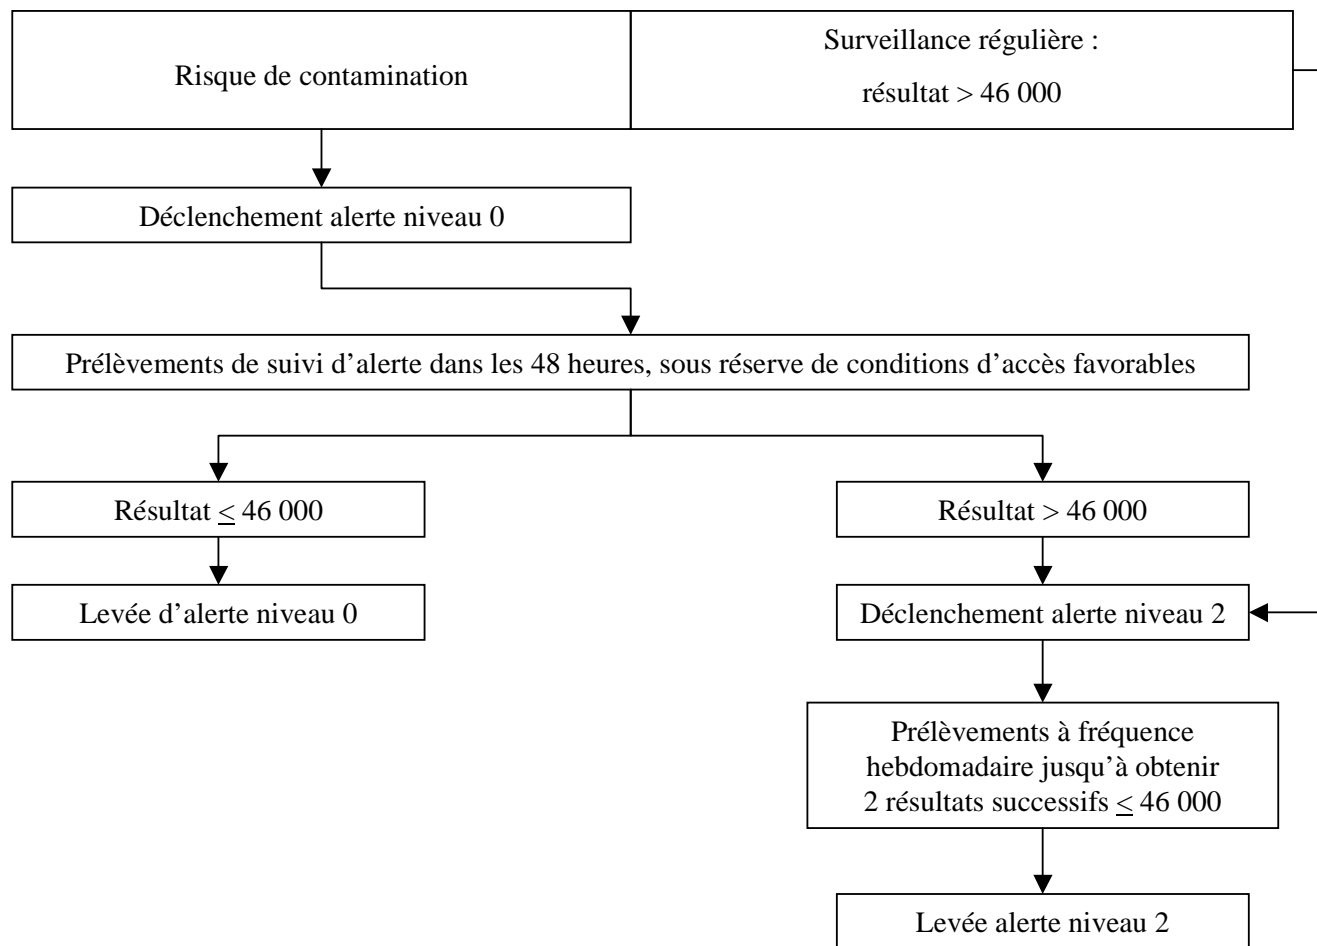 Risque de contamination
Surveillance régulière :
résultat > 46 000
Déclenchement alerte niveau 0
Prélèvements de suivi d’alerte dans les 48 heures, sous réserve de conditions d’accès favorables
Résultat ≤ 46 000
Résultat > 46 000
Levée d’alerte niveau 0
Déclenchement alerte niveau 2
Prélèvements à fréquence
hebdomadaire jusqu’à obtenir
2 résultats successifs ≤ 46 000
Levée alerte niveau 2